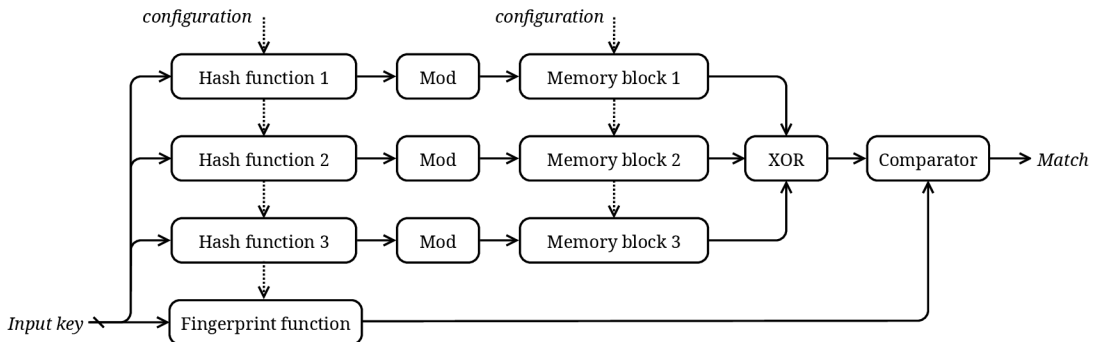 configuration
configuration
Hash function 1
Mod
Memory block 1
Hash function 2
Mod
Memory block 2
XOR
Comparator
Match
Hash function 3
Mod
Memory block 3
Input key
Fingerprint function